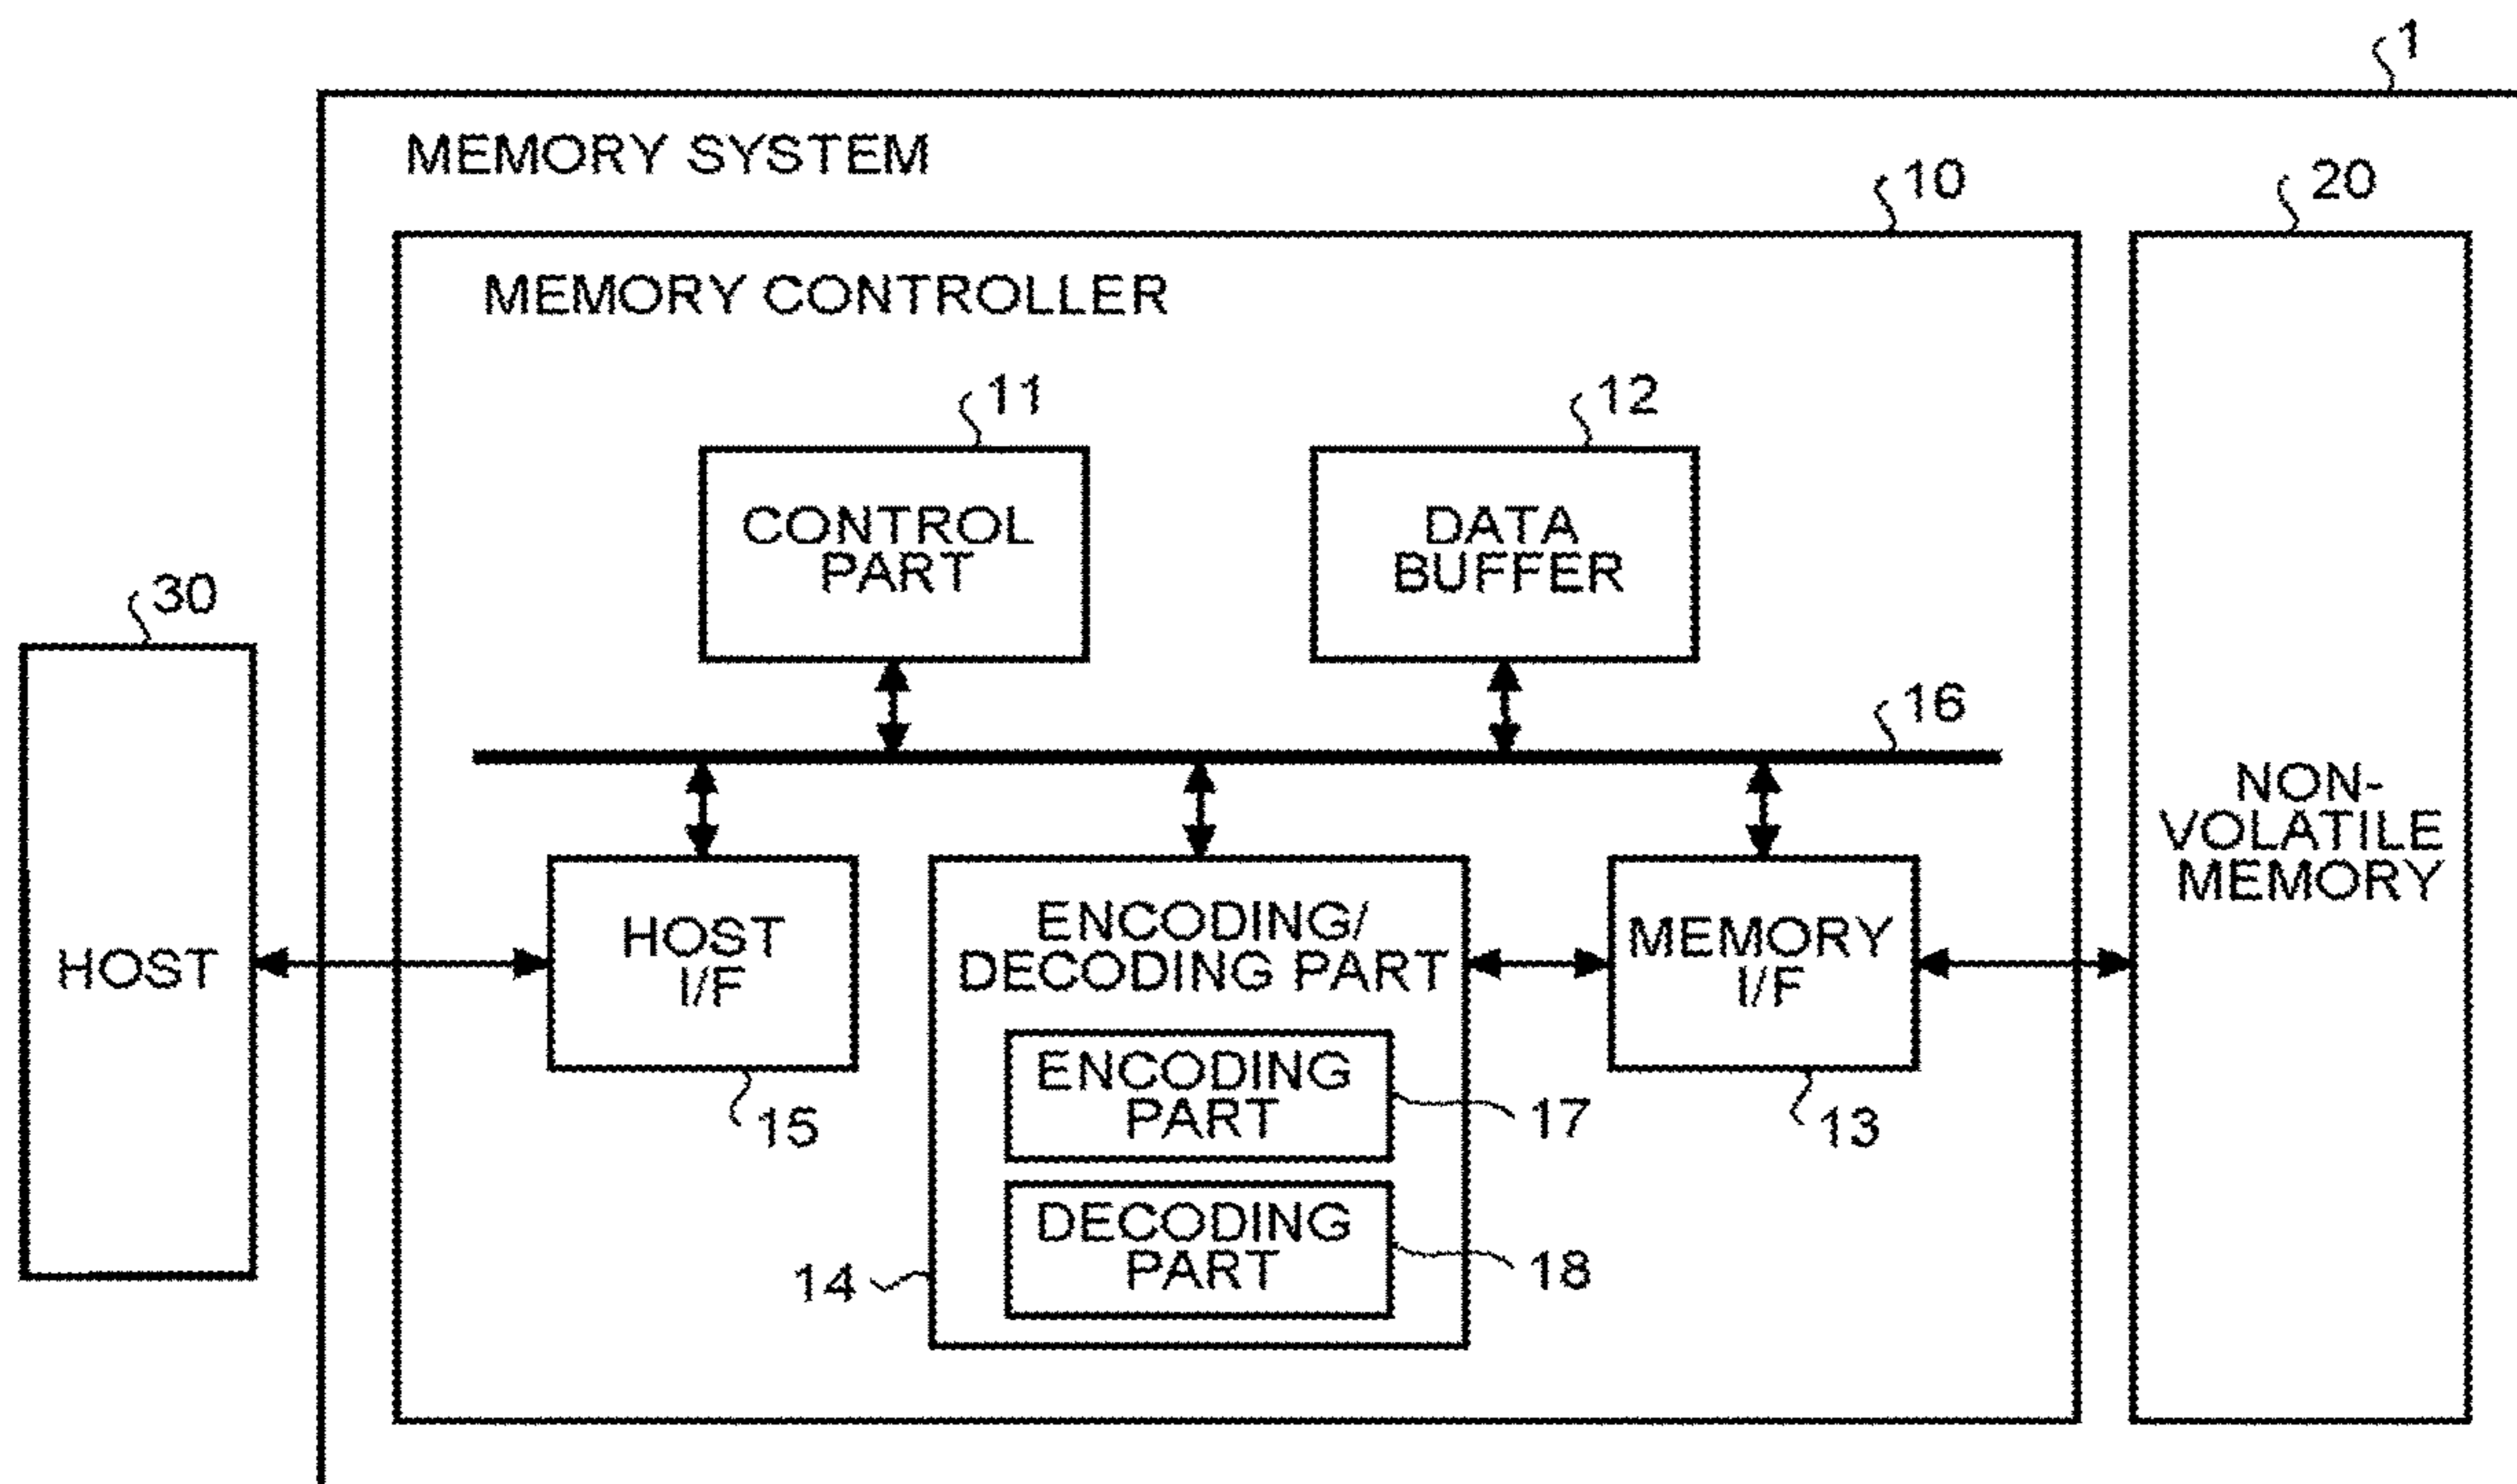 1
MEMORY SYSTEM
10
20
MEMORY CONTROLLER
11
12
CONTROL
PART
DATA
BUFFER
30
16
NON-
VOLATILE
MEMORY
HOST
HOST
I/F
ENCODING/
DECODING PART
MEMORY
I/F
ENCODING
PART
15
17
13
DECODING
PART
14
18